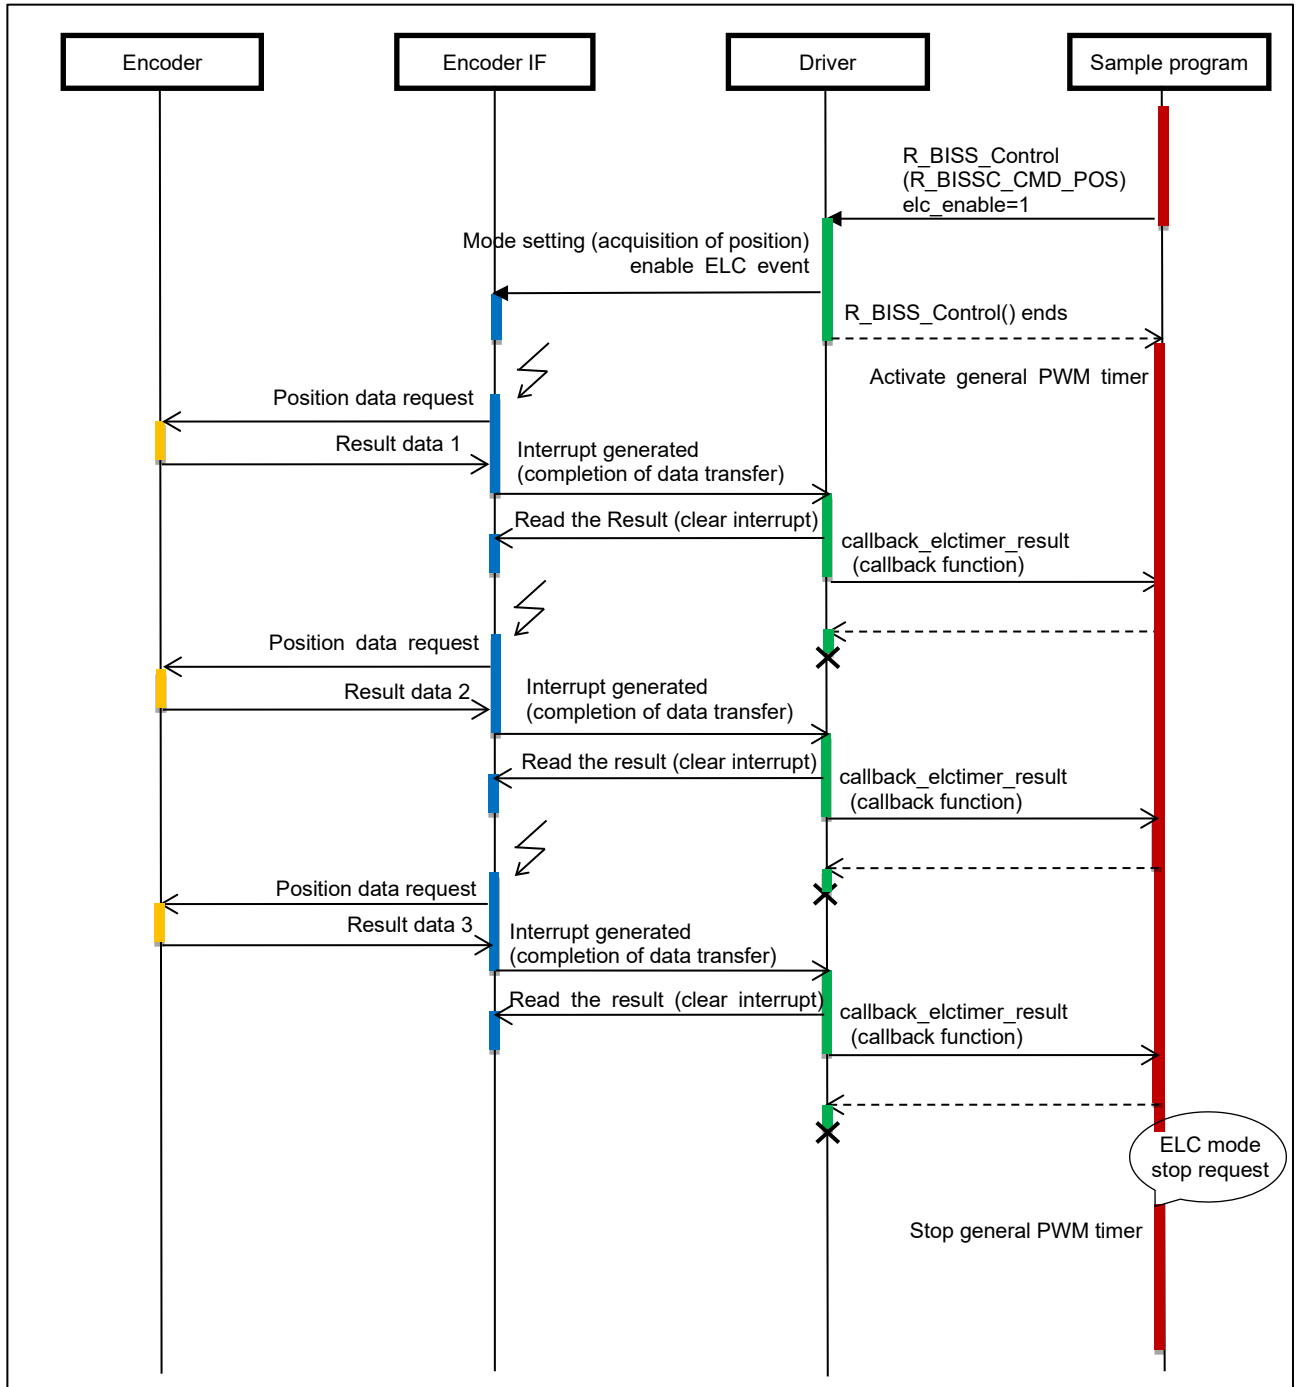 Encoder
Encoder IF
Driver
Sample program
R_BISS_Control
(R_BISSC_CMD_POS)
elc_enable=1
Mode setting (acquisition of position)
enable ELC event
R_BISS_Control() ends
Activate general PWM timer
Position data request
Result data 1
Interrupt generated
(completion of data transfer)
Read the Result (clear interrupt)
callback_elctimer_result
(callback function)
Position data request
Result data 2
Interrupt generated
(completion of data transfer)
Read the result (clear interrupt)
callback_elctimer_result
(callback function)
Position data request
Result data 3
Interrupt generated
(completion of data transfer)
Read the result (clear interrupt)
callback_elctimer_result
(callback function)
ELC mode
stop request
Stop general PWM timer